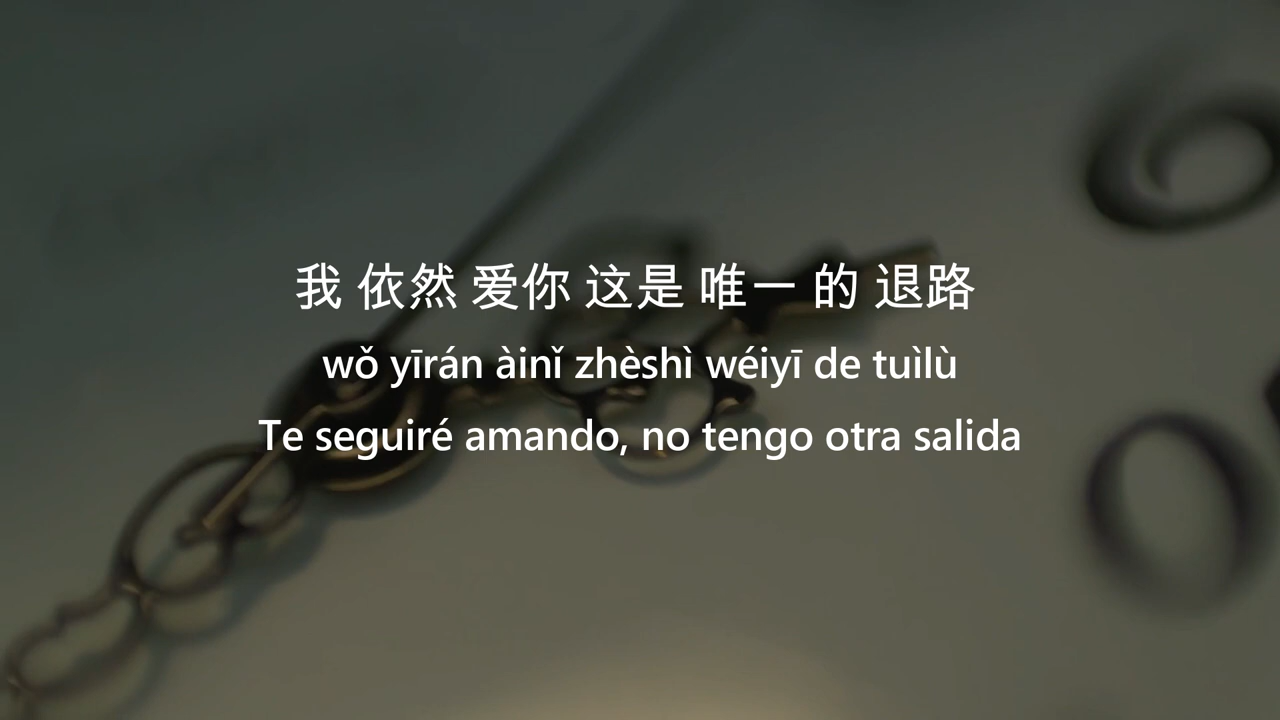 我 依然 爱你 这是 唯一 的 退路
wǒ yīrán àinǐ zhèshì wéiyī de tuìlù
Te seguiré amando, no tengo otra salida